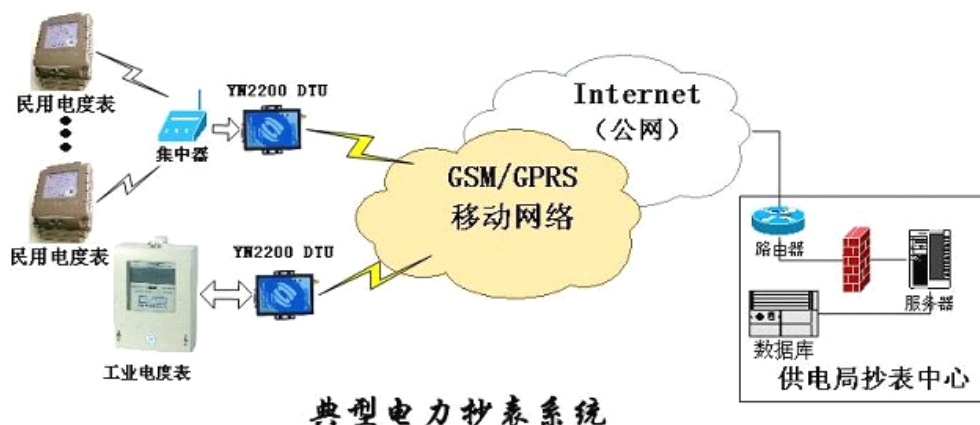 民用电度表
YN2200 DTU
集中器
民用电度表
YN2200 DTU
工业电度表
Internet
（公网）
GSM/GPRS
移动网络
路由器
服务器
数据库
供电局抄表中心
典型电力抄表系统